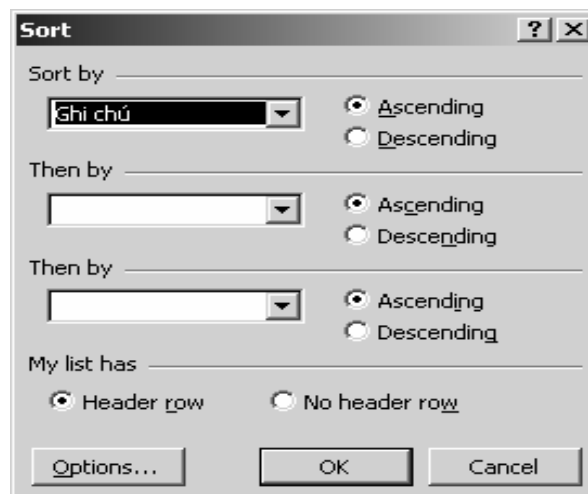 Sort
Sort by
Ghi chú
Ascending
Descending
Then by
Ascending
Descending
Then by
Ascending
Descending
My list has
Header row
No header row
Options...
OK
Cancel